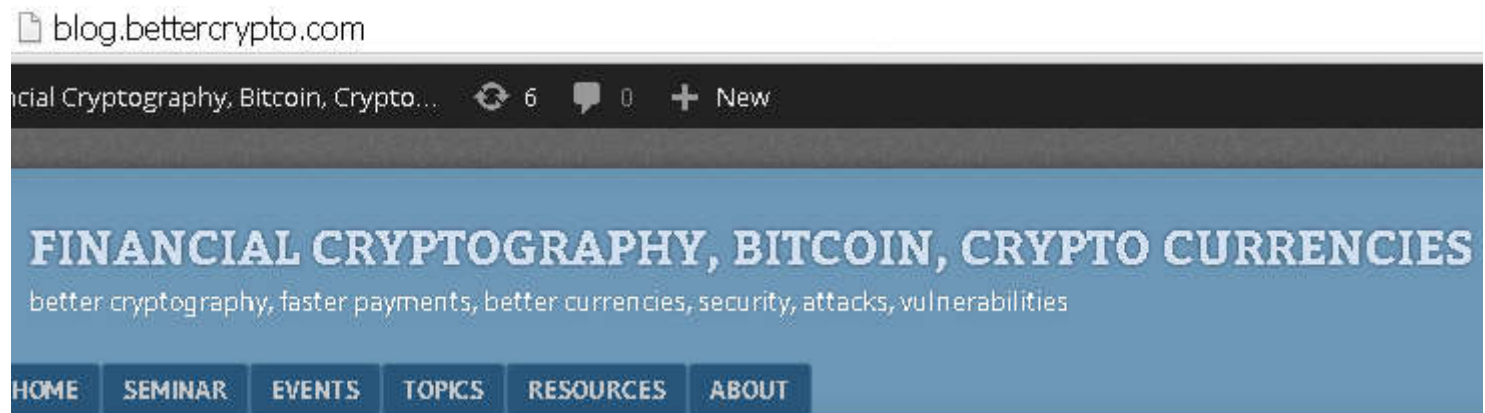 blog.bettercrypto.com
ncial Cryptography, Bitcoin, Crypto... 6 0 + New
FINANCIAL CRYPTOGRAPHY, BITCOIN, CRYPTO CURRENCIES
better cryptography, faster payments, better currencies, security, attacks, vulnerabilities
HOME SEMINAR EVENTS TOPICS RESOURCES ABOUT